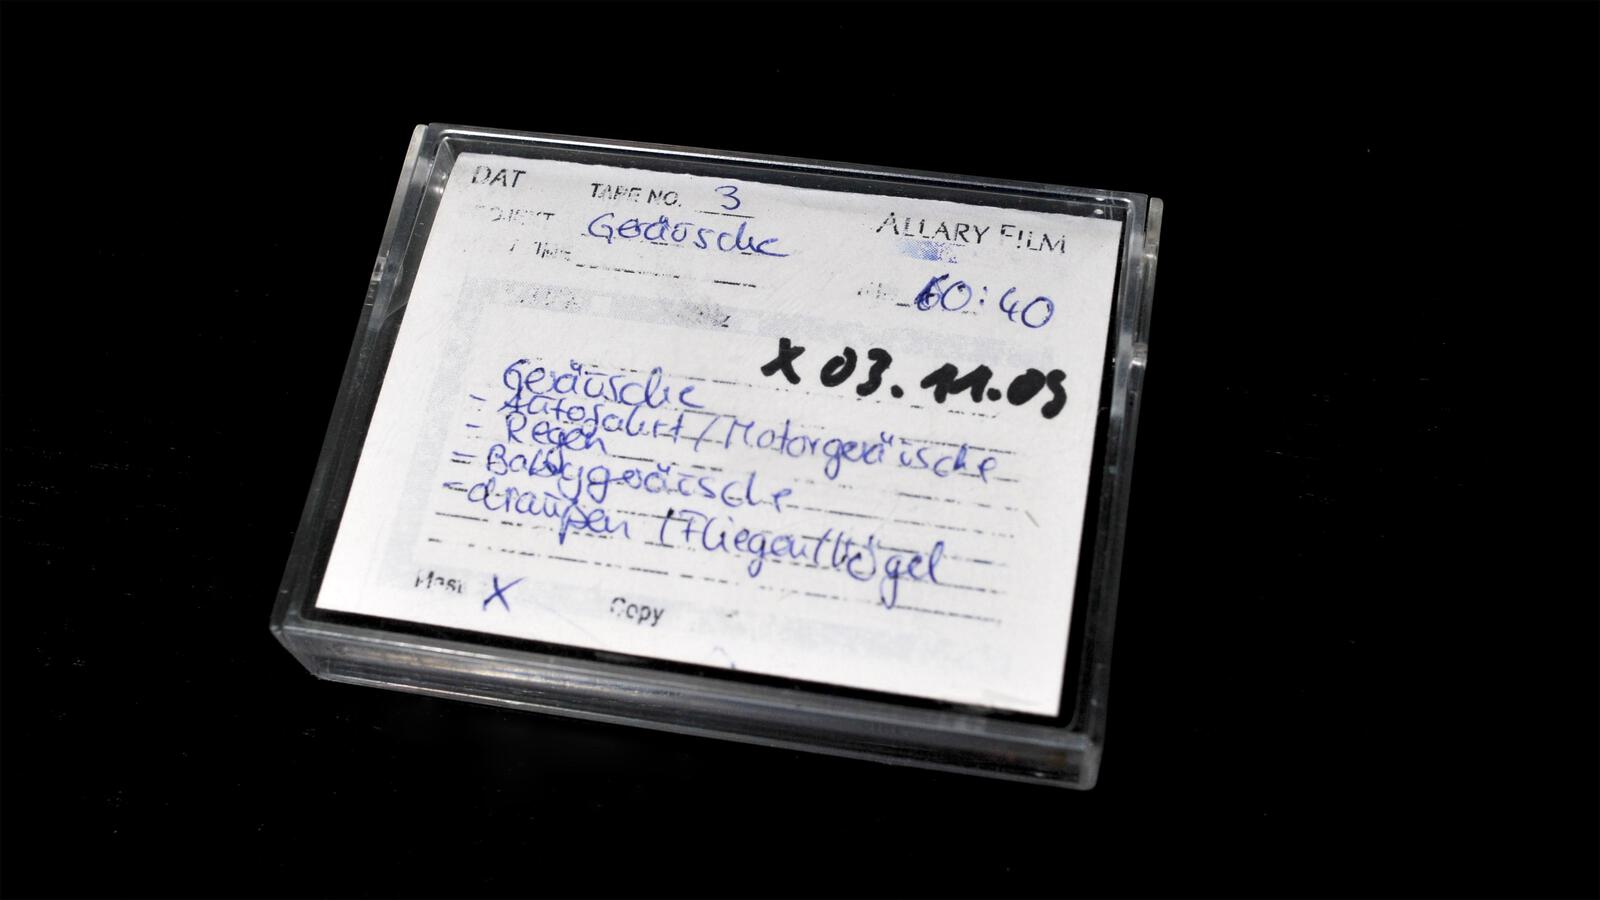 DAT TAPE NO. 3
Geräusche
ALLARY FILM
60:40
X 03.11.09
Geräusche
- Autofahrt / Motorgeräusche
- Regen
= Babygeräusche
- draußen / Fliegen / Vögel
X Copy